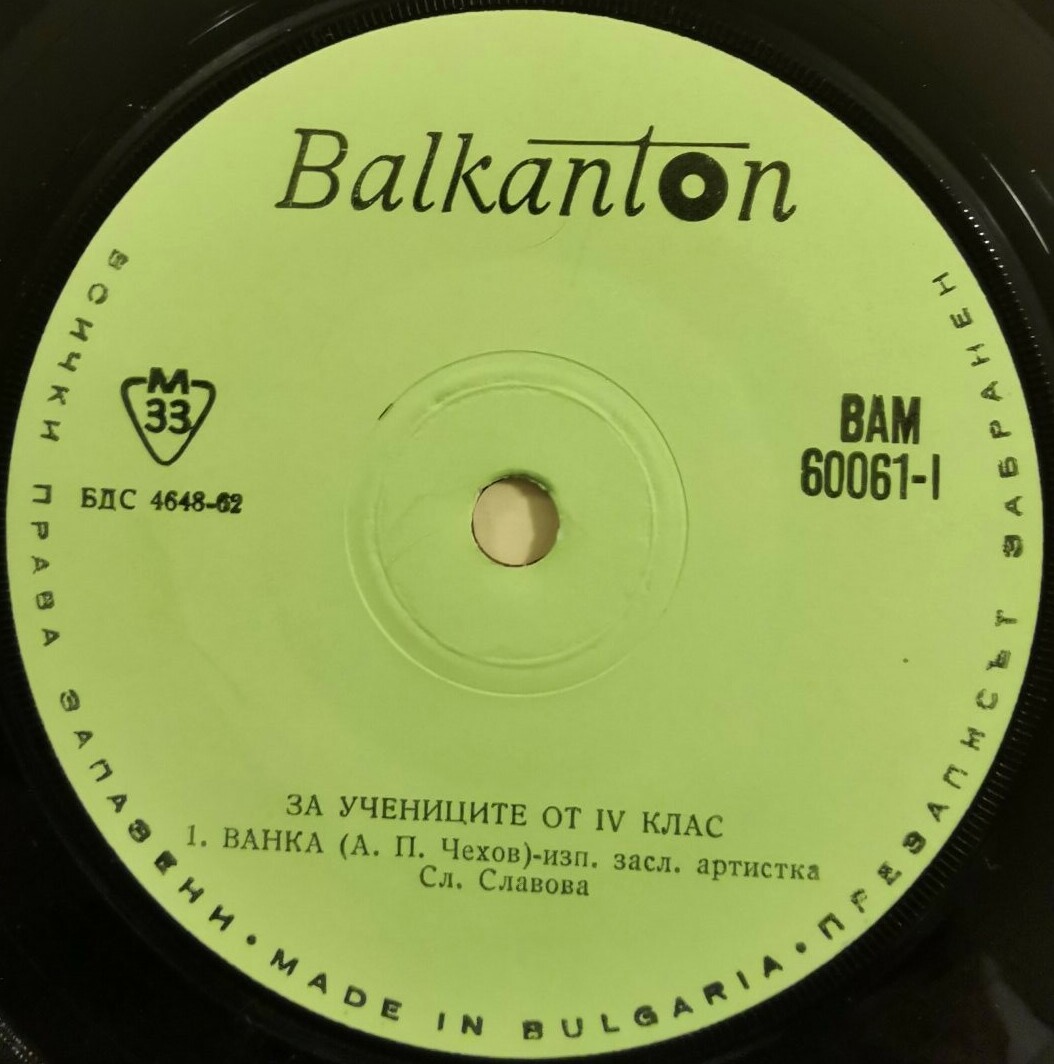 Balkanton
М
33
БДС 4648-62
ВАМ
60061-I
ЗА УЧЕНИЦИТЕ ОТ IV КЛАС
1. ВАНКА (А. П. Чехов)-изп. засл. артистка
Сл. Славова
ВСИЧКИ ПРАВА ЗАПАЗЕНИ • MADE IN BULGARIA • ПРЕЗАПИСЪТ ЗАБРАНЕН